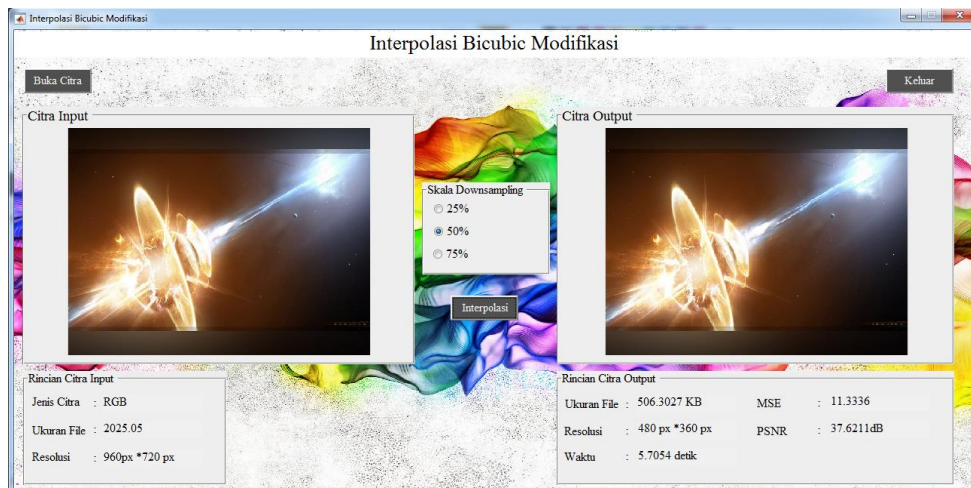 Interpolasi Bicubic Modifikasi
Interpolasi Bicubic Modifikasi
Buka Citra
Keluar
Citra Input
Citra Output
Skala Downsampling
25%
50%
75%
Interpolasi
Rincian Citra Input
Jenis Citra : RGB
Ukuran File : 2025.05
Resolusi : 960px *720 px
Rincian Citra Output
Ukuran File : 506.3027 KB MSE : 11.3336
Resolusi : 480 px *360 px PSNR : 37.6211dB
Waktu : 5.7054 detik